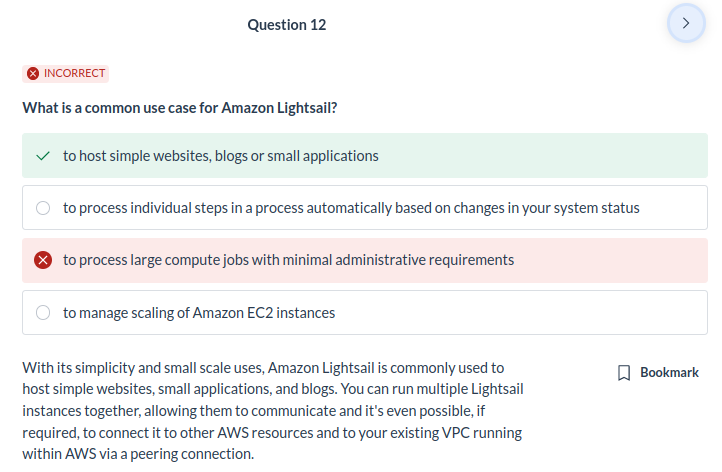 Question 12
INCORRECT
What is a common use case for Amazon Lightsail?
to host simple websites, blogs or small applications
to process individual steps in a process automatically based on changes in your system status
to process large compute jobs with minimal administrative requirements
to manage scaling of Amazon EC2 instances
With its simplicity and small scale uses, Amazon Lightsail is commonly used to
host simple websites, small applications, and blogs. You can run multiple Lightsail
instances together, allowing them to communicate and it's even possible, if
required, to connect it to other AWS resources and to your existing VPC running
within AWS via a peering connection.
Bookmark